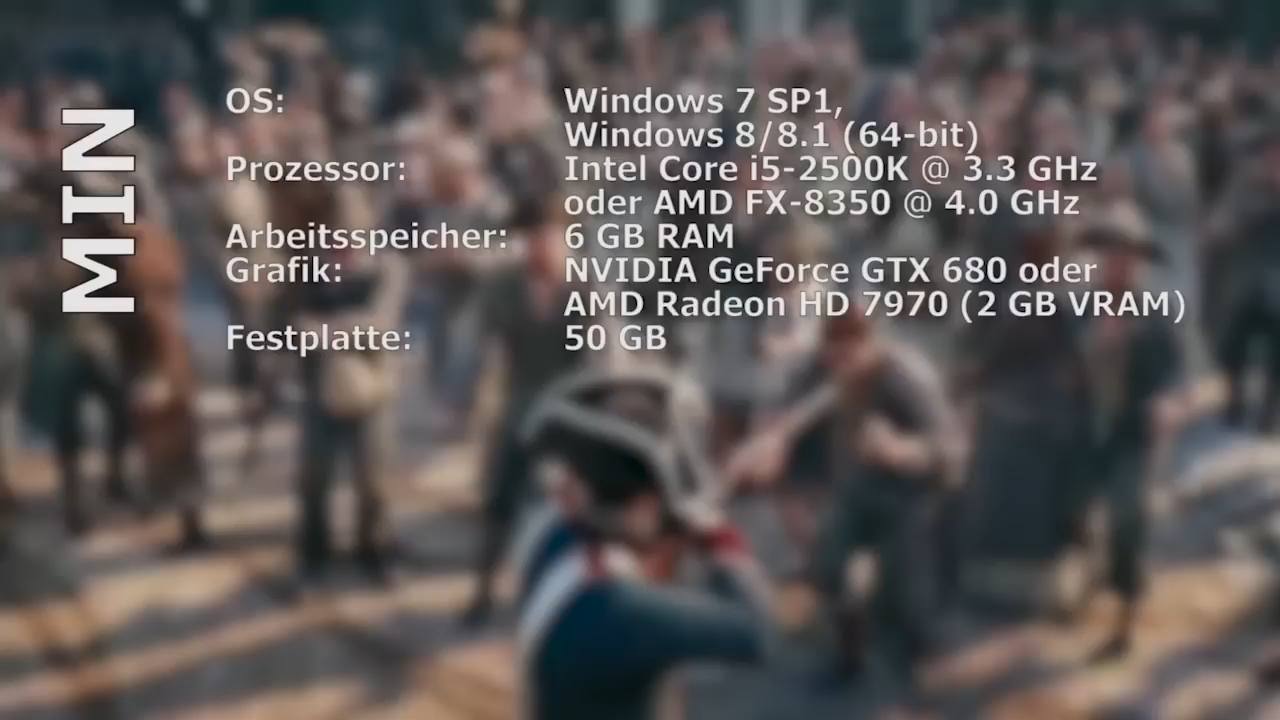 MIN
OS: Windows 7 SP1,
Windows 8/8.1 (64-bit)
Prozessor: Intel Core i5-2500K @ 3.3 GHz
oder AMD FX-8350 @ 4.0 GHz
Arbeitsspeicher: 6 GB RAM
Grafik: NVIDIA GeForce GTX 680 oder
AMD Radeon HD 7970 (2 GB VRAM)
Festplatte: 50 GB